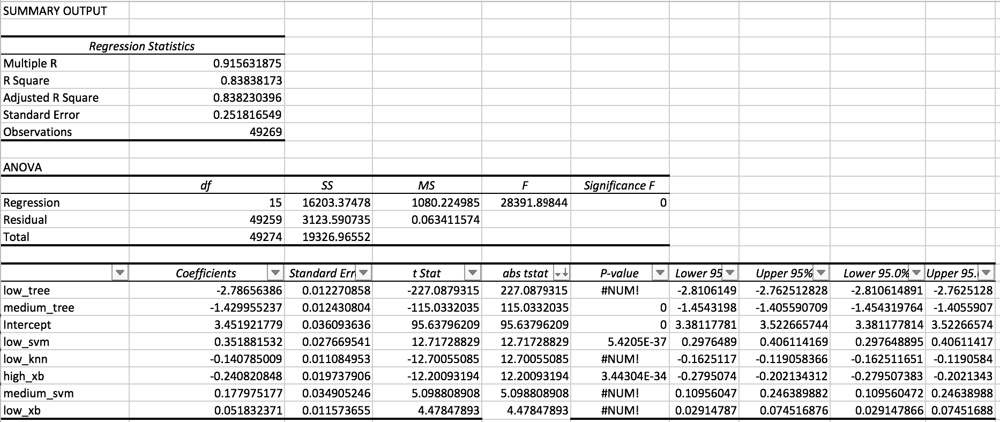 SUMMARY OUTPUT
Regression Statistics
Multiple R 0.915631875
R Square 0.83838173
Adjusted R Square 0.838230396
Standard Error 0.251816549
Observations 49269
ANOVA
df SS MS F Significance F
Regression 15 16203.37478 1080.224985 28391.89844 0
Residual 49259 3123.590735 0.063411574
Total 49274 19326.96552
Coefficients Standard Err t Stat abs tstat P-value Lower 95 Upper 95% Lower 95.0% Upper 95.
low_tree -2.78656386 0.012270858 -227.0879315 227.0879315 #NUM! -2.8106149 -2.762512828 -2.810614891 -2.7625128
medium_tree -1.429955237 0.012430804 -115.0332035 115.0332035 0 -1.4543198 -1.405590709 -1.454319764 -1.4055907
Intercept 3.451921779 0.036093636 95.63796209 95.63796209 0 3.38117781 3.522665744 3.381177814 3.52266574
low_svm 0.351881532 0.027669541 12.71728829 12.71728829 5.4205E-37 0.2976489 0.406114169 0.297648895 0.40611417
low_knn -0.140785009 0.011084953 -12.70055085 12.70055085 #NUM! -0.1625117 -0.119058366 -0.162511651 -0.1190584
high_xb -0.240820848 0.019737906 -12.20093194 12.20093194 3.44304E-34 -0.2795074 -0.202134312 -0.279507383 -0.2021343
medium_svm 0.177975177 0.034905246 5.098808908 5.098808908 #NUM! 0.10956047 0.246389882 0.109560472 0.24638988
low_xb 0.051832371 0.011573655 4.47847893 4.47847893 #NUM! 0.02914787 0.074516876 0.029147866 0.07451688